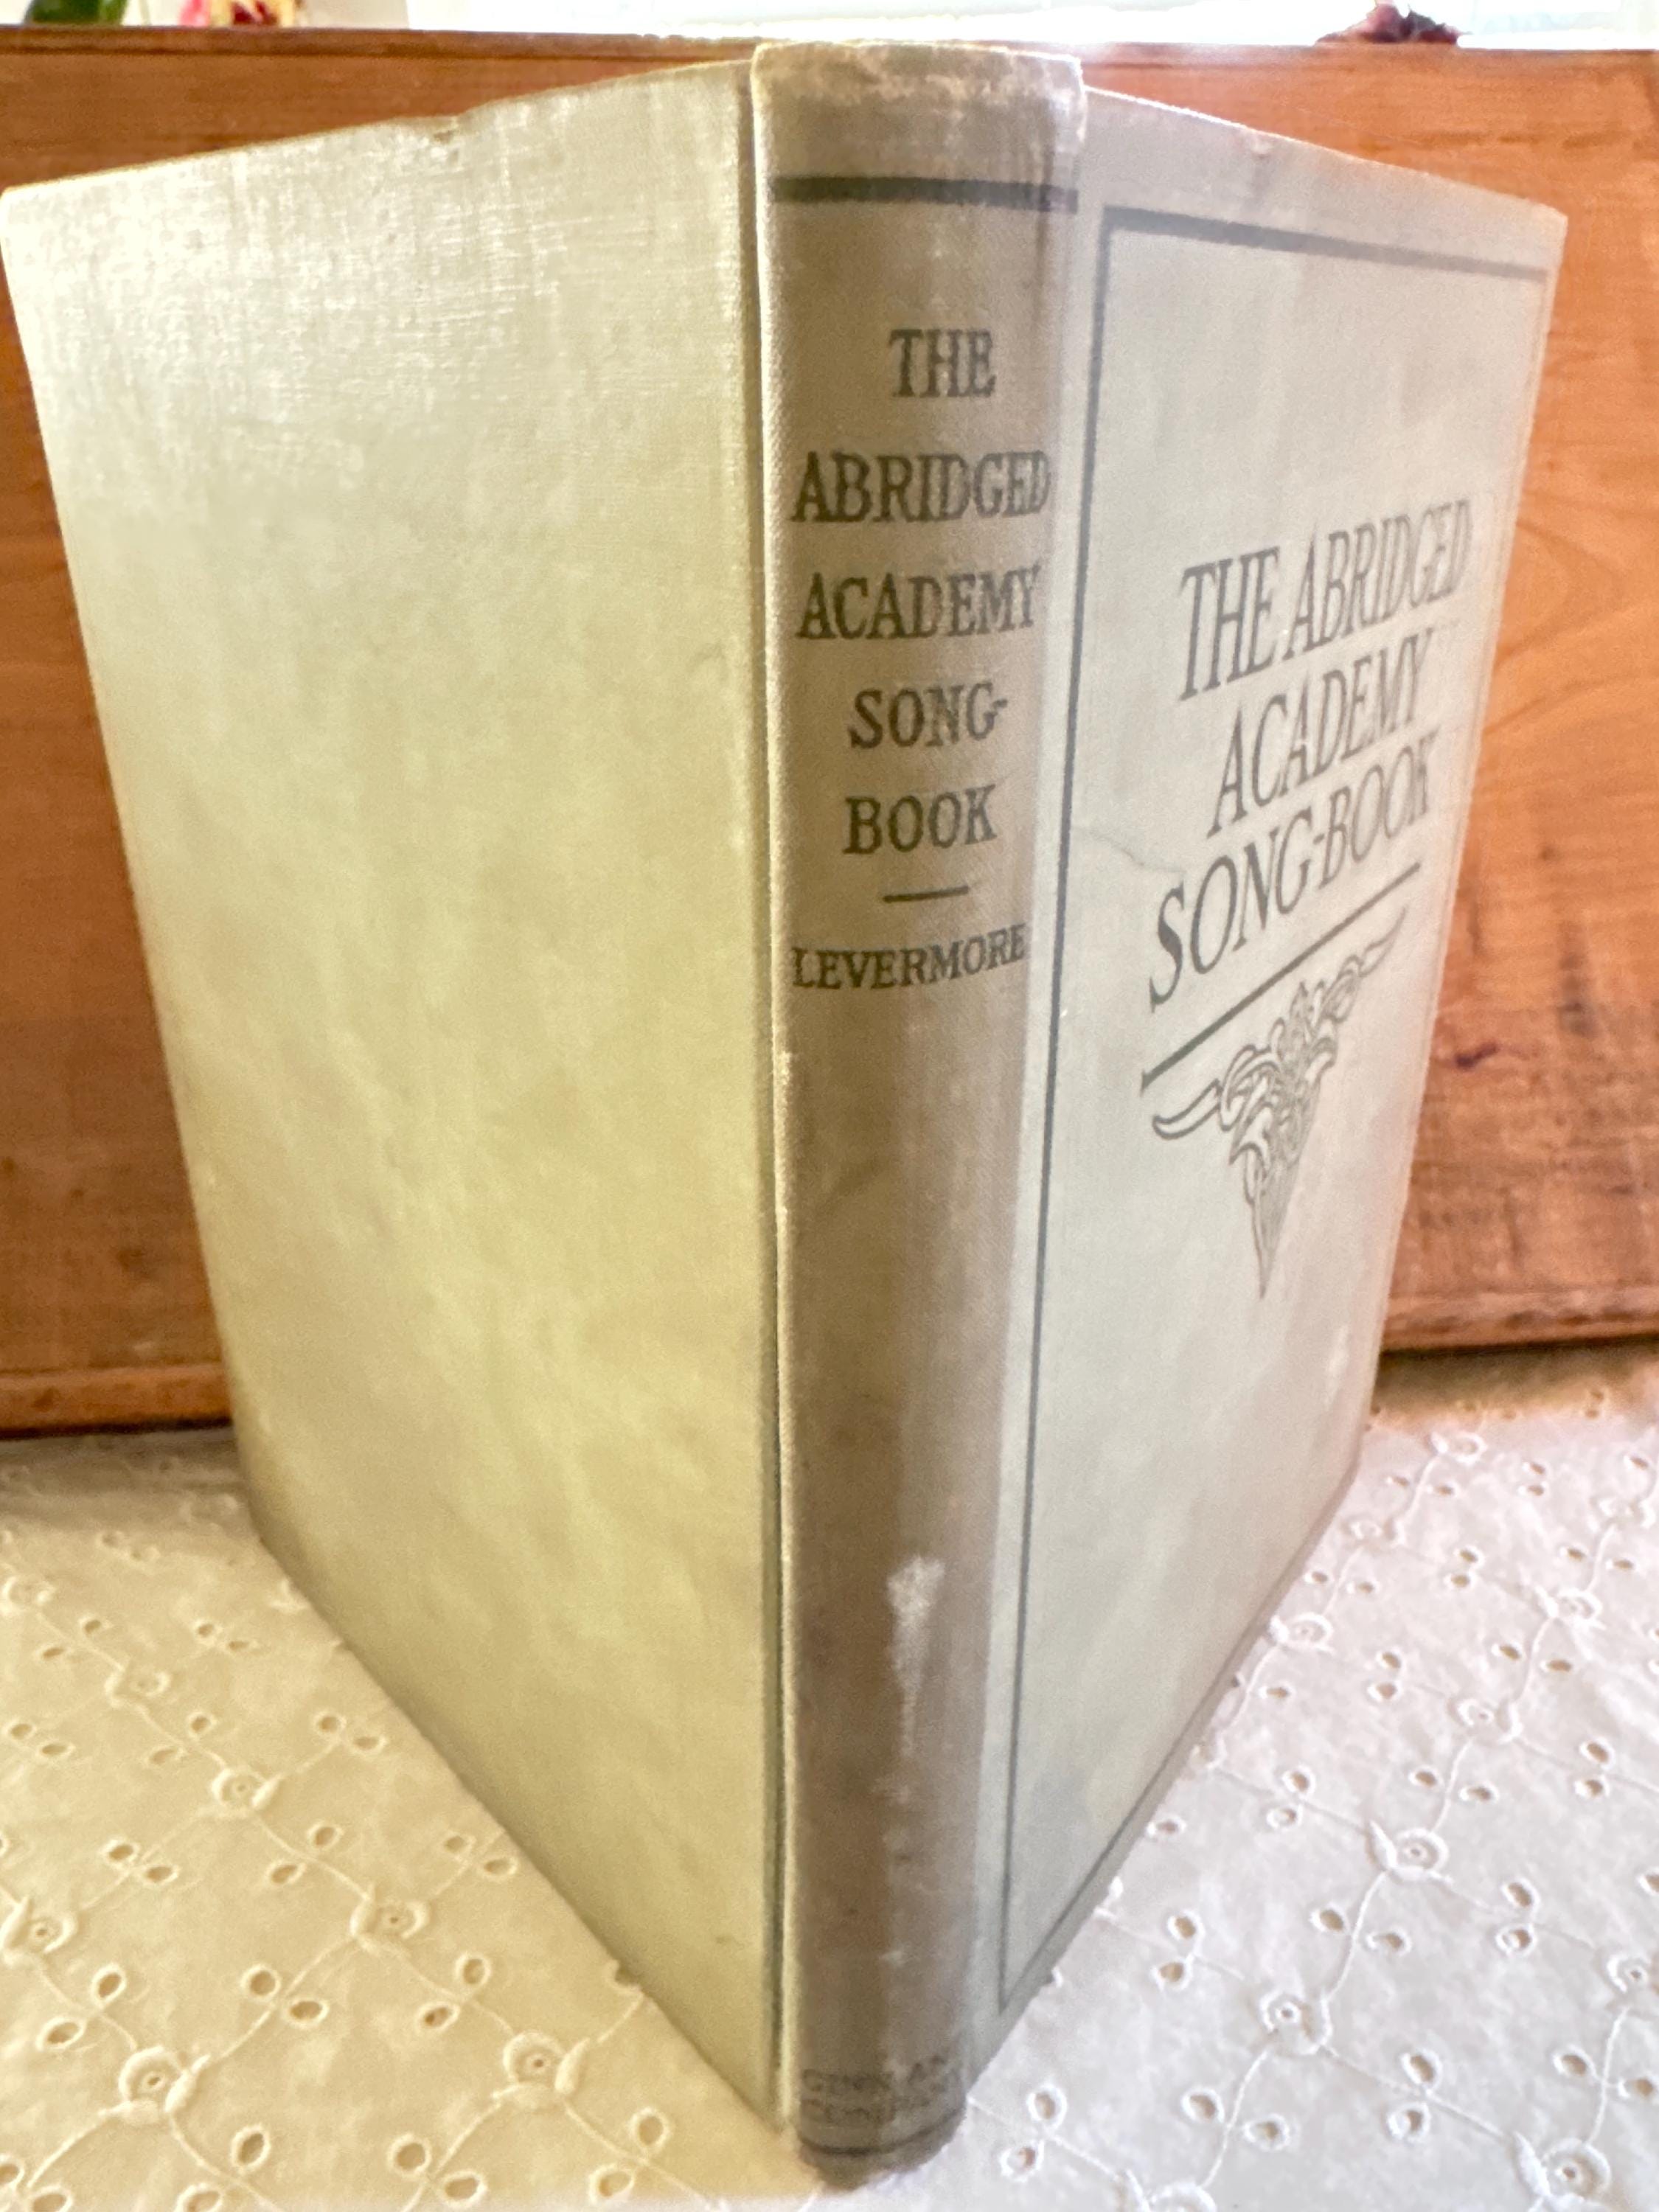 THE
ABRIDGED
ACADEMY
SONG-
BOOK
LEVERMORE
THE ABRIDGED
ACADEMY
SONG-BOOK